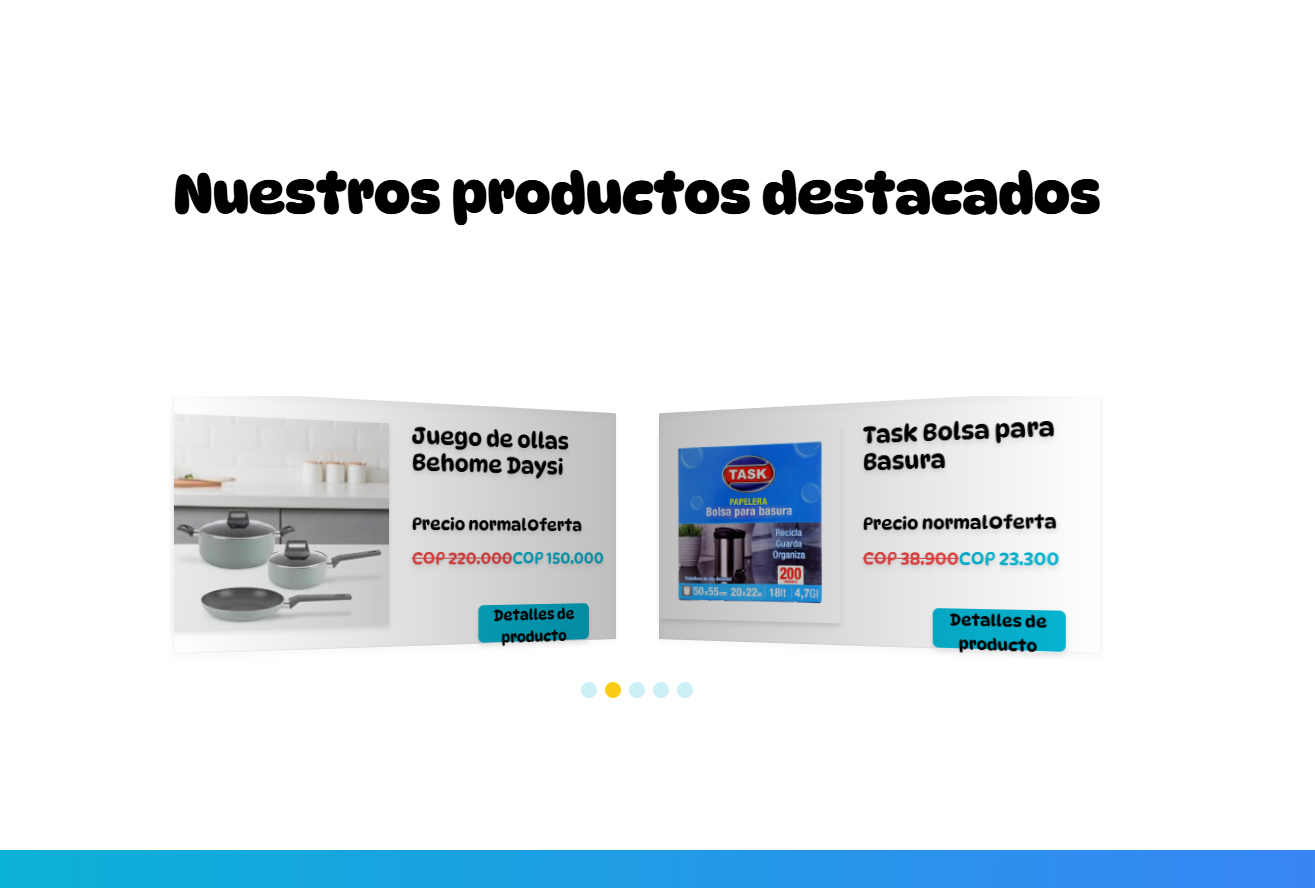 Nuestros productos destacados
Juego de ollas
Behome Daysi
Precio normalOferta
COP 220.000COP 150.000
Detalles de
producto
TASK
PAPELERA
Bolsa para basura
Recicla
Guarda
Organiza
200
50x55cm 20x22in 18lt 4,7Gl
Task Bolsa para
Basura
Precio normalOferta
COP 38.900COP 23.300
Detalles de
producto